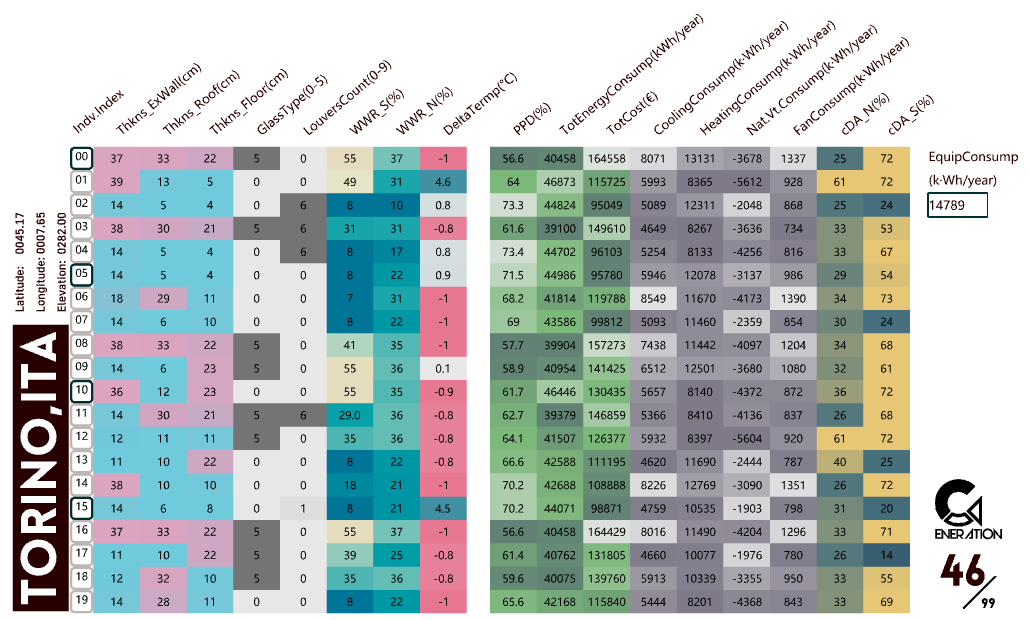 Indv.Index Thkns_ExWall(cm) Thkns_Roof(cm) Thkns_Floor(cm) GlassType(0-5) LouversCount(0-9) WWR_S(%) WWR_N(%) DeltaTermp(°C) PPD(%) TotEnergyConsump(kWh/year) TotCost(€) CoolingConsump(k·Wh/year) HeatingConsump(k·Wh/year) Nat.Vt.Consump(k·Wh/year) FanConsump(k·Wh/year) cDA_N(%) cDA_S(%)
00 37 33 22 5 0 55 37 -1 56.6 40458 164558 8071 13131 -3678 1337 25 72
01 39 13 5 0 0 49 31 4.6 64 46873 115725 5993 8365 -5612 928 61 72
02 14 5 4 0 6 8 10 0.8 73.3 44824 95049 5089 12311 -2048 868 25 24
03 38 30 21 5 6 31 31 -0.8 61.6 39100 149610 4649 8267 -3636 734 33 53
04 14 5 4 0 6 8 17 0.8 73.4 44702 96103 5254 8133 -4256 816 33 67
05 14 5 4 0 0 8 22 0.9 71.5 44986 95780 5946 12078 -3137 986 29 54
06 18 29 11 0 0 7 31 -1 68.2 41814 119788 8549 11670 -4173 1390 34 73
07 14 6 10 0 0 8 22 -1 69 43586 99812 5093 11460 -2359 854 30 24
08 38 33 22 5 0 41 35 -1 57.7 39904 157273 7438 11442 -4097 1204 34 68
09 14 6 23 5 0 55 36 0.1 58.9 40954 141425 6512 12501 -3680 1080 32 61
10 36 12 23 0 0 55 35 -0.9 61.7 46446 130435 5657 8140 -4372 872 36 72
11 14 30 21 5 6 29.0 36 -0.8 62.7 39379 146859 5366 8410 -4136 837 26 68
12 12 11 11 5 0 35 36 -0.8 64.1 41507 126377 5932 8397 -5604 920 61 72
13 11 10 22 0 0 8 22 -0.8 66.6 42588 111195 4620 11690 -2444 787 40 25
14 38 10 10 0 0 18 21 -1 70.2 42688 108888 8226 12769 -3090 1351 26 72
15 14 6 8 0 1 8 21 4.5 70.2 44071 98871 4759 10535 -1903 798 31 20
16 37 33 22 5 0 55 37 -1 56.6 40458 164429 8016 11490 -4204 1296 33 71
17 11 10 22 5 0 39 25 -0.8 61.4 40762 131805 4660 10077 -1976 780 26 14
18 12 32 10 5 0 35 36 -0.8 59.6 40075 139760 5913 10339 -3355 950 33 55
19 14 28 11 0 0 8 22 -1 65.6 42168 115840 5444 8201 -4368 843 33 69
EquipConsump
(k·Wh/year)
14789
Latitude: 0045.17
Longitude: 0007.65
Elevation: 0282.00
TORINO,ITA
ENERATION
46/99